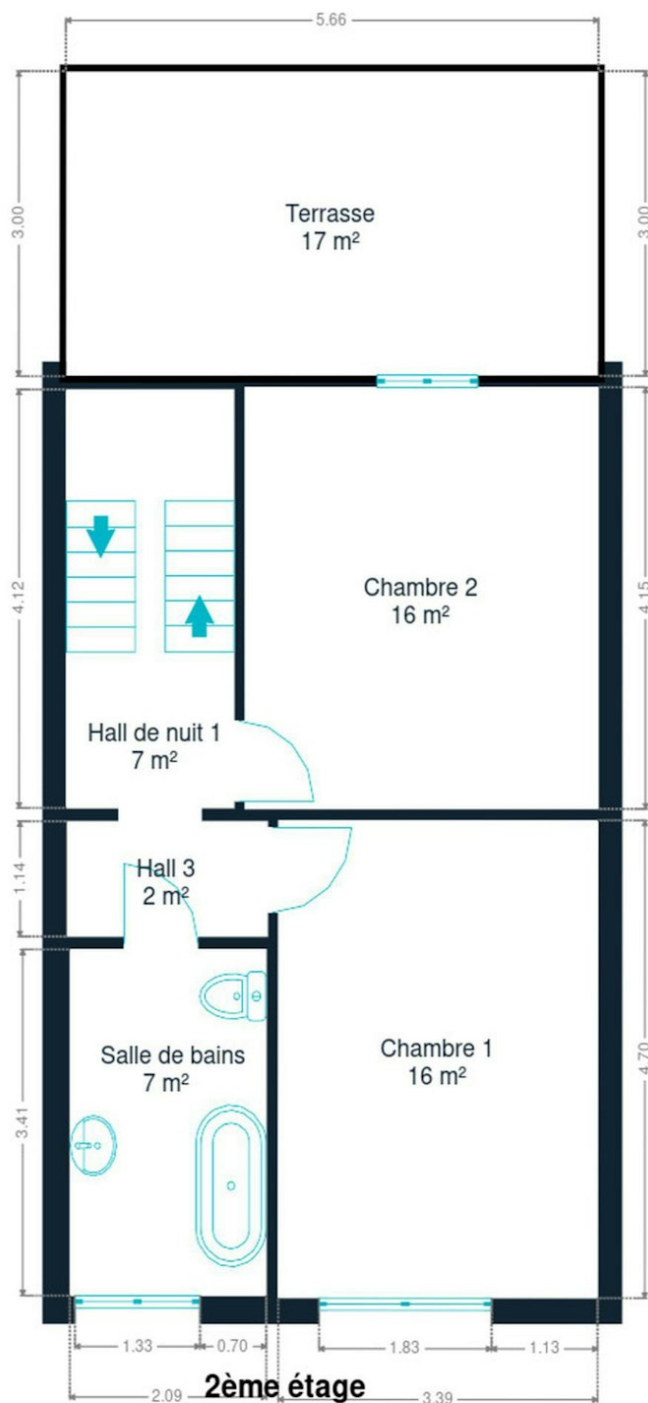 5.66
3.00
3.00
Terrasse
17 m²
4.12
4.15
Chambre 2
16 m²
Hall de nuit 1
7 m²
1.14
Hall 3
2 m²
3.41
4.70
Salle de bains
7 m²
Chambre 1
16 m²
1.33
0.70
1.83
1.13
2.09
2ème étage
3.39